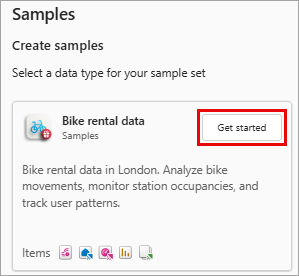 Samples
Create samples
Select a data type for your sample set
Bike rental data
Samples
Get started
Bike rental data in London. Analyze bike
movements, monitor station occupancies, and
track user patterns.
Items